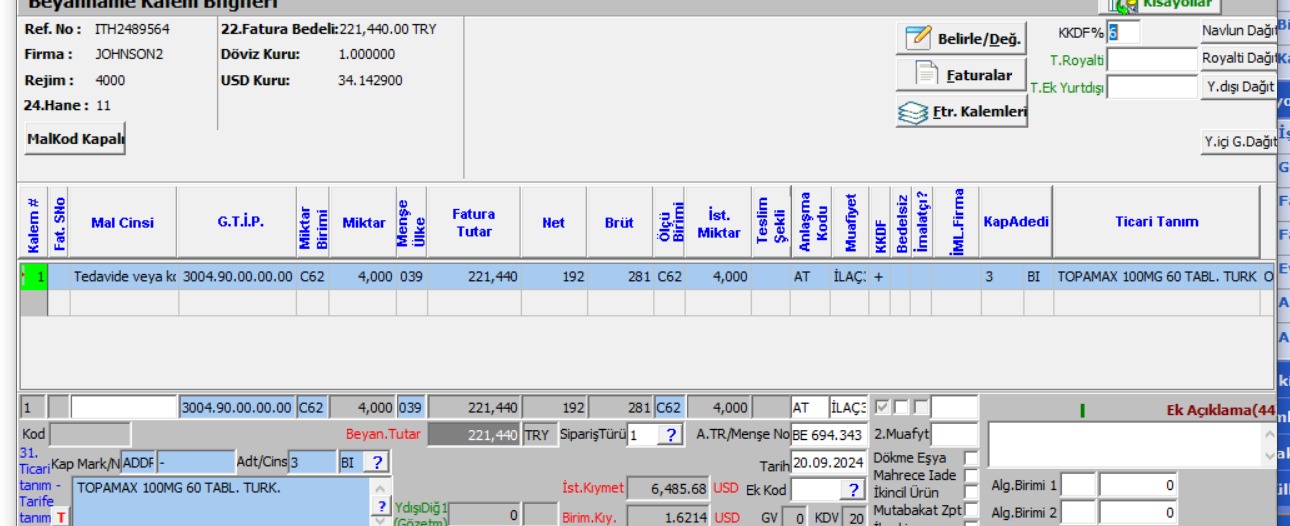 Beyanname Kalem Bilgileri
Kısayollar
Ref. No : ITH2489564
22.Fatura Bedeli:221,440.00 TRY
Firma : JOHNSON2
Döviz Kuru: 1.000000
Rejim : 4000
USD Kuru: 34.142900
24.Hane : 11
MalKod Kapalı
Belirle/Değ.
Faturalar
Ftr. Kalemleri
KKDF% 6
T.Royalti
T.Ek Yurtdışı
Navlun Dağıt
Royalti Dağıt
Y.dışı Dağıt
Y.içi G.Dağıt
Kalem # Fat. SNo Mal Cinsi G.T.İ.P. Miktar Birimi Miktar Menşe Ülke Fatura Tutar Net Brüt Ölçü Birimi İst. Miktar Teslim Şekli Anlaşma Kodu Muafiyet KKDF Bedelsiz İmalatçı? İML.Firma KapAdedi Ticari Tanım
1 Tedavide veya kc 3004.90.00.00.00 C62 4,000 039 221,440 192 281 C62 4,000 AT İLAÇ: + 3 BI TOPAMAX 100MG 60 TABL. TURK O
1 3004.90.00.00.00 C62 4,000 039 221,440 192 281 C62 4,000 AT İLAÇ3
Ek Açıklama(44
Kod Beyan.Tutar 221,440 TRY SiparişTürü 1 ? A.TR/Menşe No BE 694.343 2.Muafyt
31. Ticari tanım - Tarife tanım T
Kap Mark/N ADDF - Adt/Cins 3 BI ?
Tarih 20.09.2024
Dökme Eşya
Mahrece Iade
TOPAMAX 100MG 60 TABL. TURK.
?
YdışıDiğ1 (Gözetm) 0
İst.Kıymet 6,485.68 USD Ek Kod ?
İkincil Ürün
Alg.Birimi 1 0
Birim.Kıy. 1.6214 USD GV 0 KDV 20
Mutabakat Zpt
Alg.Birimi 2 0